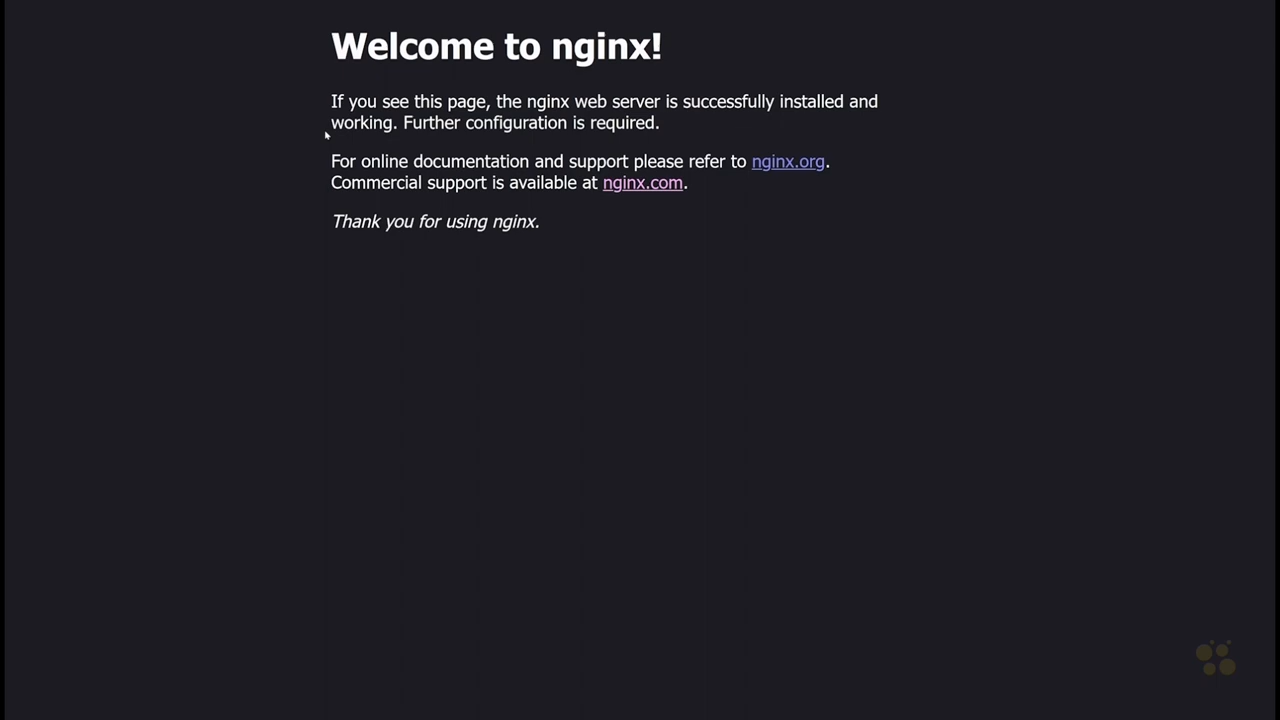 Welcome to nginx!
If you see this page, the nginx web server is successfully installed and
working. Further configuration is required.
For online documentation and support please refer to nginx.org.
Commercial support is available at nginx.com.
Thank you for using nginx.